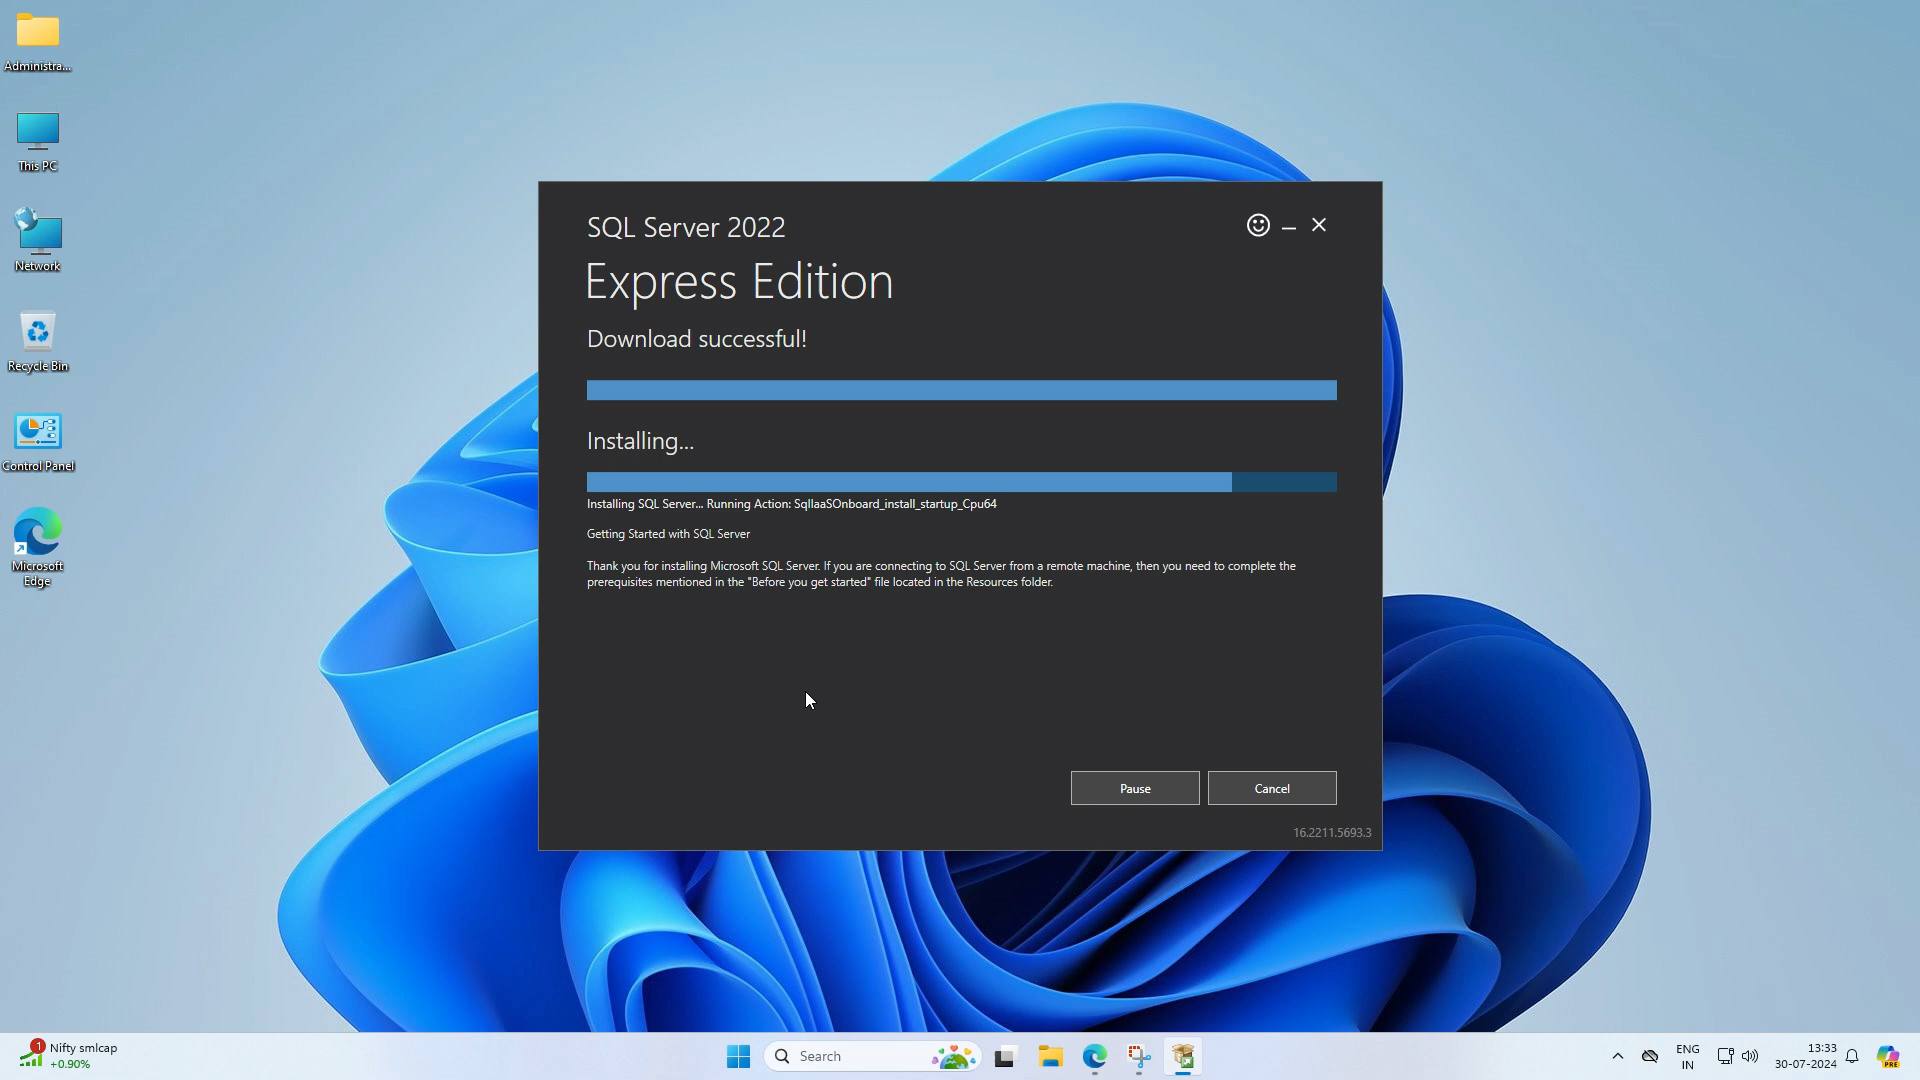 Administra...
This PC
Network
Recycle Bin
Control Panel
Microsoft
Edge
SQL Server 2022
Express Edition
Download successful!
Installing...
Installing SQL Server... Running Action: SqlIaaSOnboard_install_startup_Cpu64
Getting Started with SQL Server
Thank you for installing Microsoft SQL Server. If you are connecting to SQL Server from a remote machine, then you need to complete the
prerequisites mentioned in the "Before you get started" file located in the Resources folder.
Pause
Cancel
16.2211.5693.3
1
Nifty smlcap
+0.90%
Search
ENG
IN
13:33
30-07-2024
PRE